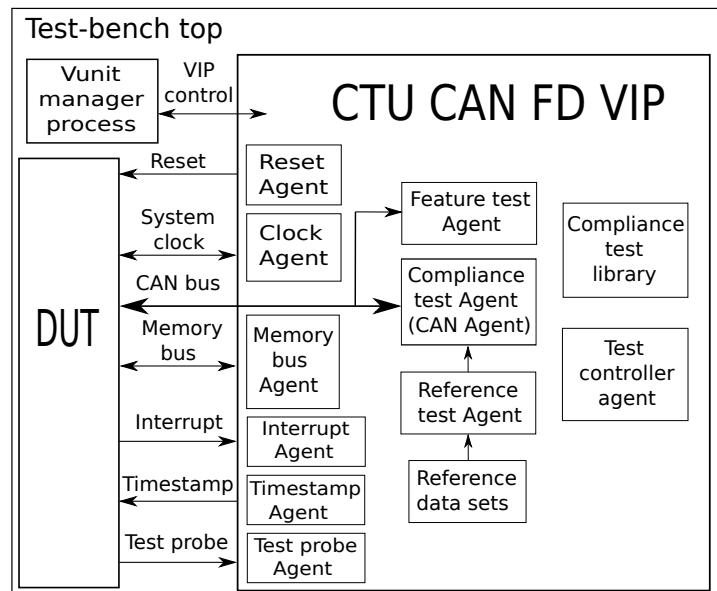 Test-bench top
Vunit
manager
process
VIP
control
CTU CAN FD VIP
DUT
Reset
System
clock
CAN bus
Memory
bus
Interrupt
Timestamp
Test probe
Reset
Agent
Clock
Agent
Memory
bus
Agent
Interrupt
Agent
Timestamp
Agent
Test probe
Agent
Feature test
Agent
Compliance
test Agent
(CAN Agent)
Reference
test Agent
Reference
data sets
Compliance
test
library
Test
controller
agent